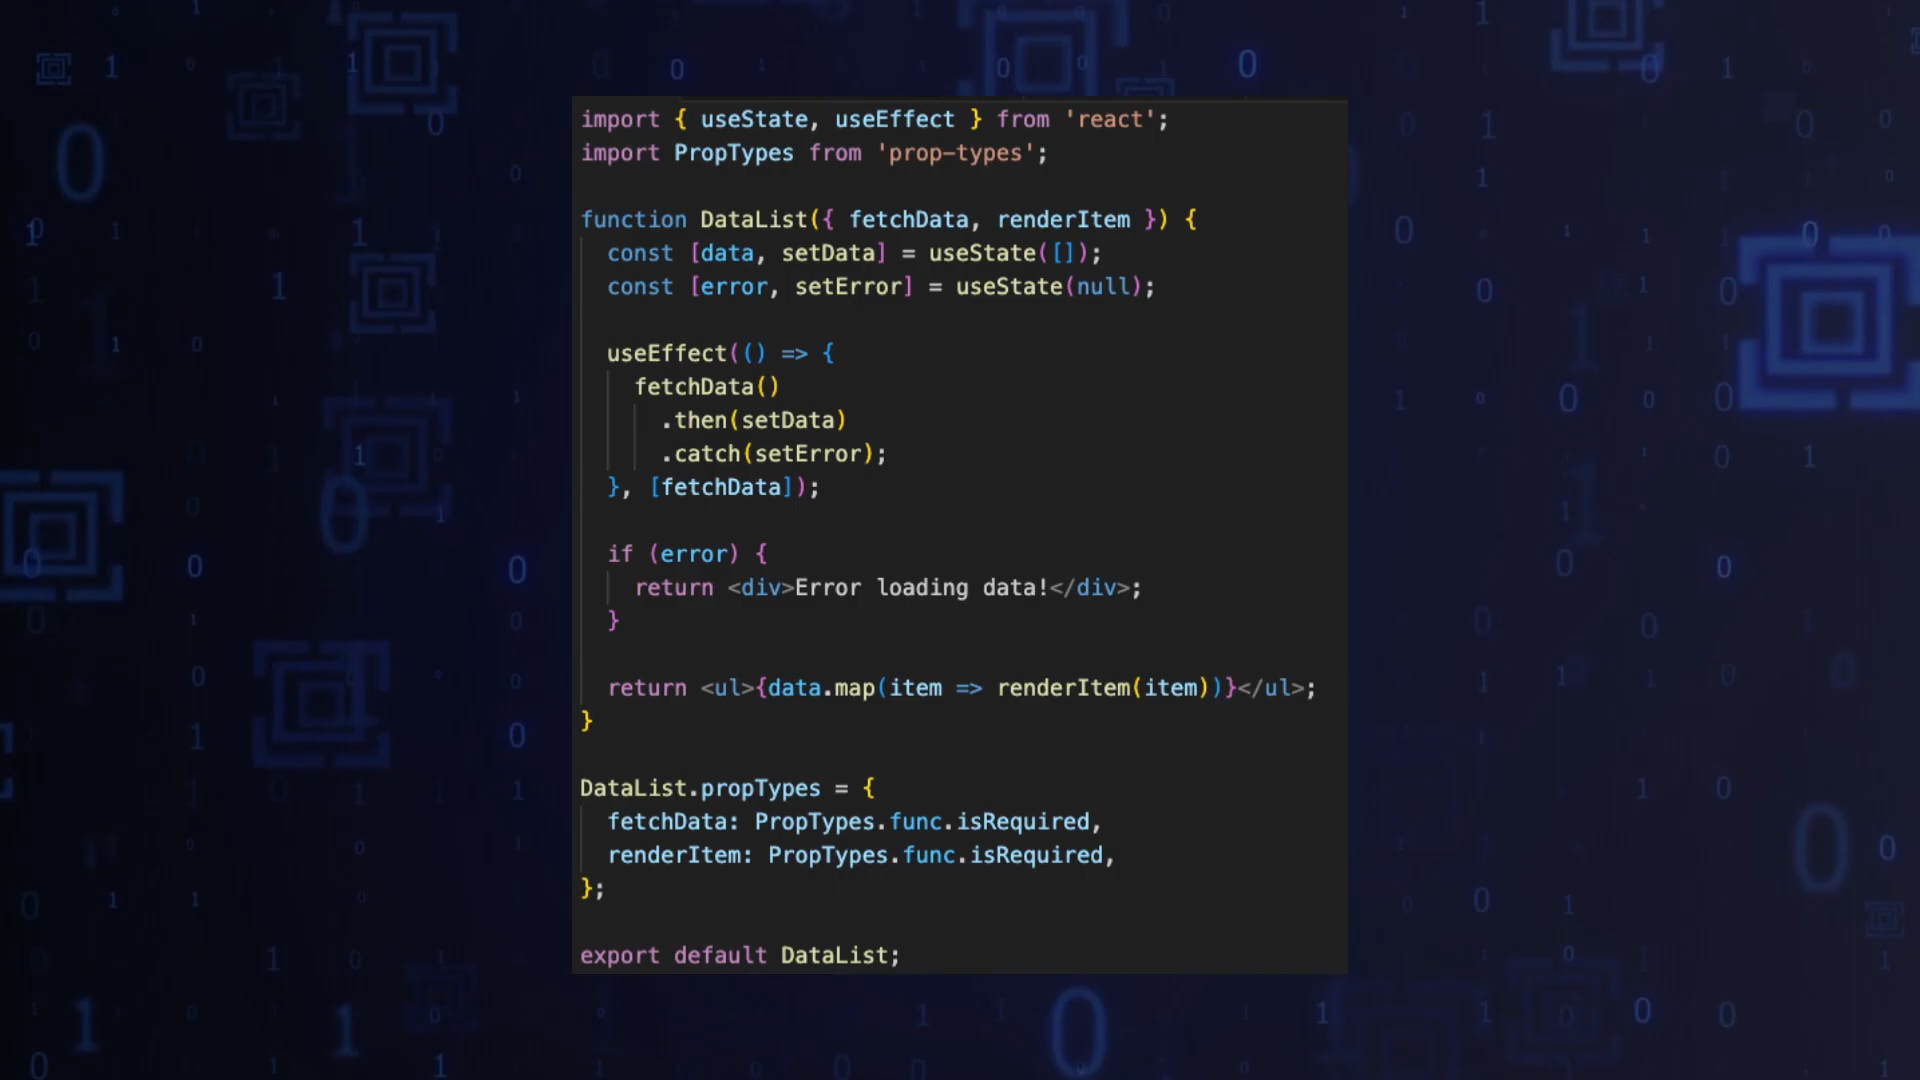 import { useState, useEffect } from 'react';
import PropTypes from 'prop-types';
function DataList({ fetchData, renderItem }) {
const [data, setData] = useState([]);
const [error, setError] = useState(null);
useEffect(() => {
fetchData()
.then(setData)
.catch(setError);
}, [fetchData]);
if (error) {
return <div>Error loading data!</div>;
}
return <ul>{data.map(item => renderItem(item))}</ul>;
}
DataList.propTypes = {
fetchData: PropTypes.func.isRequired,
renderItem: PropTypes.func.isRequired,
};
export default DataList;